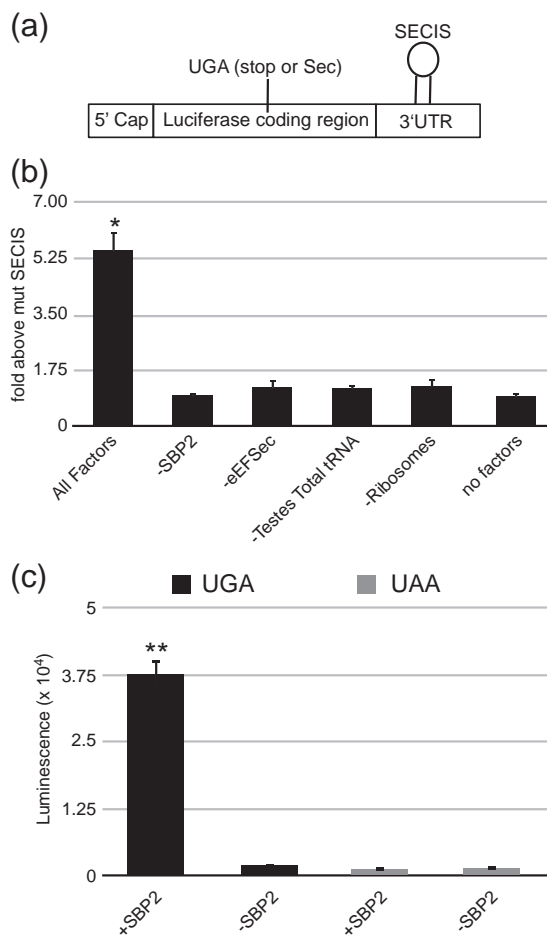 (a)
SECIS
UGA (stop or Sec)
5' Cap
Luciferase coding region
3‘UTR
(b)
fold above mut SECIS
7.00
5.25
3.50
1.75
0
*
All Factors
-SBP2
-eEFSec
-Testes Total tRNA
-Ribosomes
no factors
(c)
UGA
UAA
Luminescence (x 10⁴)
5
3.75
2.5
1.25
0
**
+SBP2
-SBP2
+SBP2
-SBP2